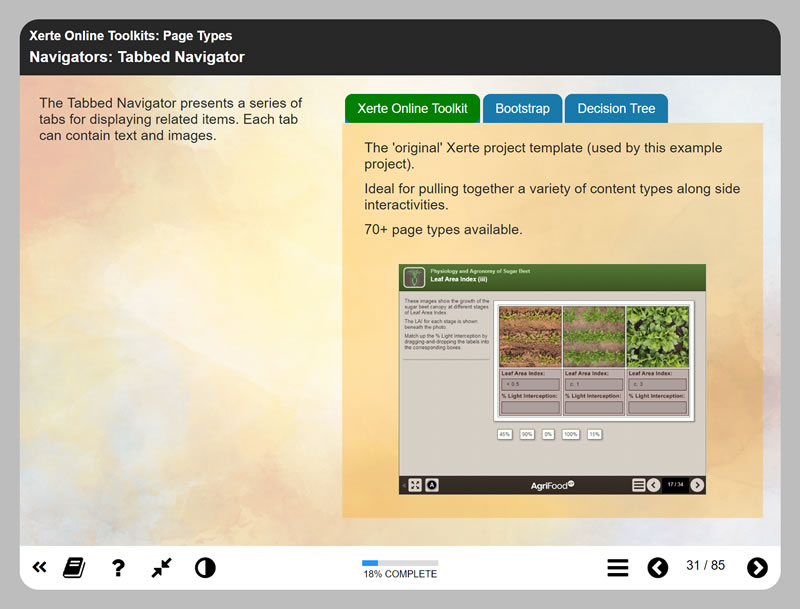 Xerte Online Toolkits: Page Types
Navigators: Tabbed Navigator
The Tabbed Navigator presents a series of
tabs for displaying related items. Each tab
can contain text and images.
Xerte Online Toolkit
Bootstrap
Decision Tree
The 'original' Xerte project template (used by this example
project).
Ideal for pulling together a variety of content types along side
interactivities.
70+ page types available.
Physiology and Agronomy of Sugar Beet
Leaf Area Index (iii)
These images show the growth of the
sugar beet canopy at different stages
of Leaf Area Index.
The LAI for each stage is shown
beneath the photo.
Match up the % Light Interception by
dragging and dropping the labels into
the corresponding boxes.
Leaf Area Index: Leaf Area Index: Leaf Area Index:
< 0.5 c. 1 c. 3
% Light Interception: % Light Interception: % Light Interception:
45% 90% 0% 100% 15%
A
AgriFood
17 / 34
?
18% COMPLETE
31 / 85